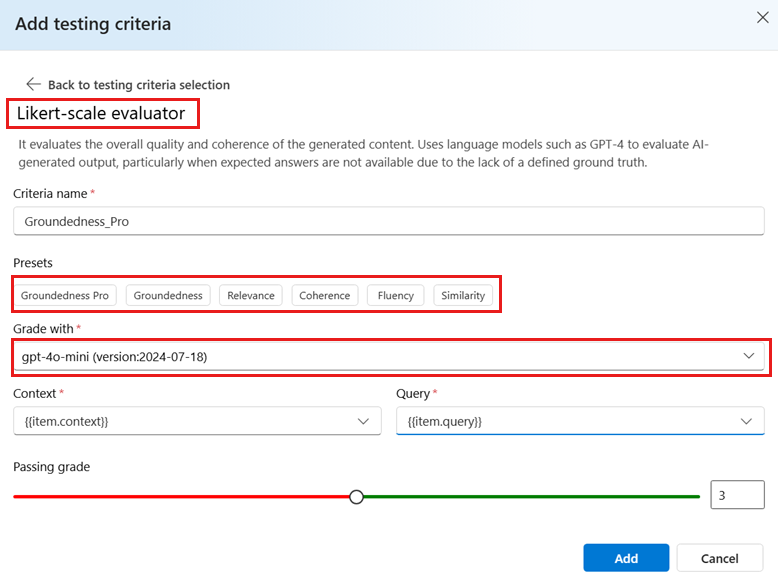 Add testing criteria
Back to testing criteria selection
Likert-scale evaluator
It evaluates the overall quality and coherence of the generated content. Uses language models such as GPT-4 to evaluate AI-
generated output, particularly when expected answers are not available due to the lack of a defined ground truth.
Criteria name *
Groundedness_Pro
Presets
Groundedness Pro Groundedness Relevance Coherence Fluency Similarity
Grade with *
gpt-4o-mini (version:2024-07-18)
Context * Query *
{{item.context}} {{item.query}}
Passing grade
3
Add Cancel